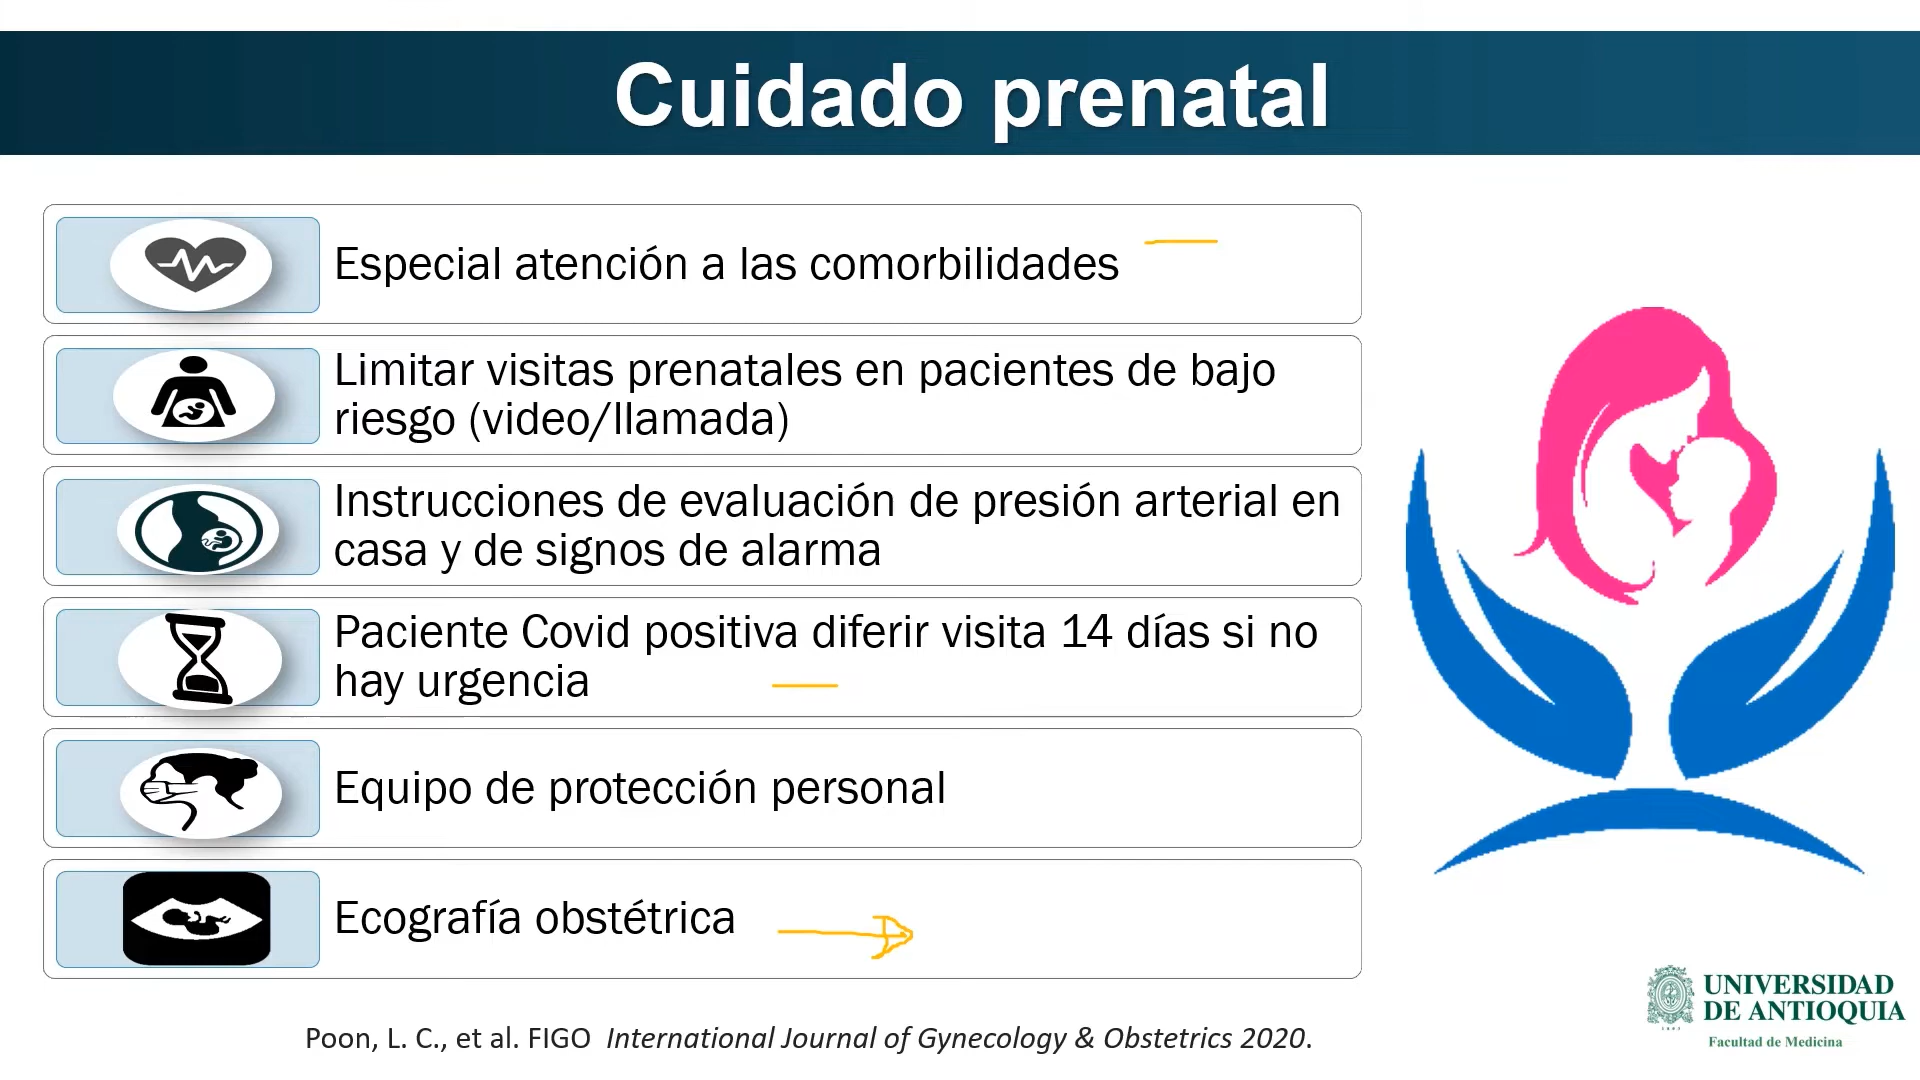 Cuidado prenatal
Especial atención a las comorbilidades
Limitar visitas prenatales en pacientes de bajo
riesgo (video/llamada)
Instrucciones de evaluación de presión arterial en
casa y de signos de alarma
Paciente Covid positiva diferir visita 14 días si no
hay urgencia
Equipo de protección personal
Ecografía obstétrica
Poon, L. C., et al. FIGO International Journal of Gynecology & Obstetrics 2020.
UNIVERSIDAD
DE ANTIOQUIA
1803
Facultad de Medicina